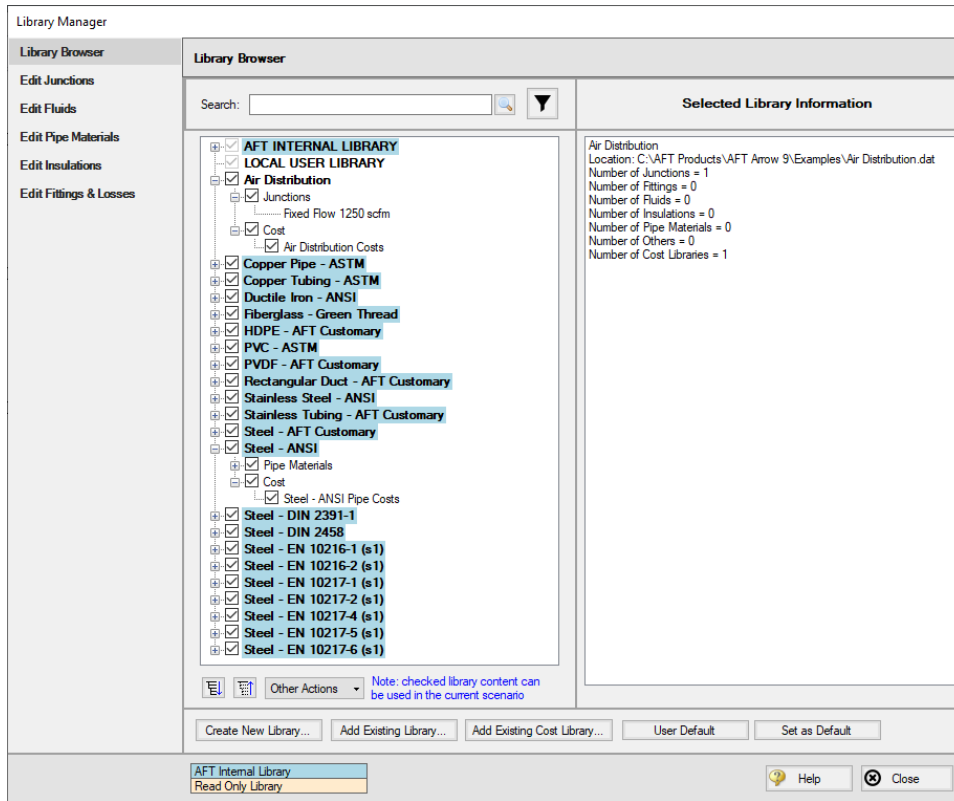 Library Manager
Library Browser
Edit Junctions
Edit Fluids
Edit Pipe Materials
Edit Insulations
Edit Fittings & Losses
Library Browser
Search:
AFT INTERNAL LIBRARY
LOCAL USER LIBRARY
Air Distribution
Junctions
Fixed Flow 1250 scfm
Cost
Air Distribution Costs
Copper Pipe - ASTM
Copper Tubing - ASTM
Ductile Iron - ANSI
Fiberglass - Green Thread
HDPE - AFT Customary
PVC - ASTM
PVDF - AFT Customary
Rectangular Duct - AFT Customary
Stainless Steel - ANSI
Stainless Tubing - AFT Customary
Steel - AFT Customary
Steel - ANSI
Pipe Materials
Cost
Steel - ANSI Pipe Costs
Steel - DIN 2391-1
Steel - DIN 2458
Steel - EN 10216-1 (s1)
Steel - EN 10216-2 (s1)
Steel - EN 10217-1 (s1)
Steel - EN 10217-2 (s1)
Steel - EN 10217-4 (s1)
Steel - EN 10217-5 (s1)
Steel - EN 10217-6 (s1)
Other Actions
Note: checked library content can
be used in the current scenario
Selected Library Information
Air Distribution
Location: C:\AFT Products\AFT Arrow 9\Examples\Air Distribution.dat
Number of Junctions = 1
Number of Fittings = 0
Number of Fluids = 0
Number of Insulations = 0
Number of Pipe Materials = 0
Number of Others = 0
Number of Cost Libraries = 1
Create New Library... Add Existing Library... Add Existing Cost Library... User Default Set as Default
AFT Internal Library
Read Only Library
Help Close